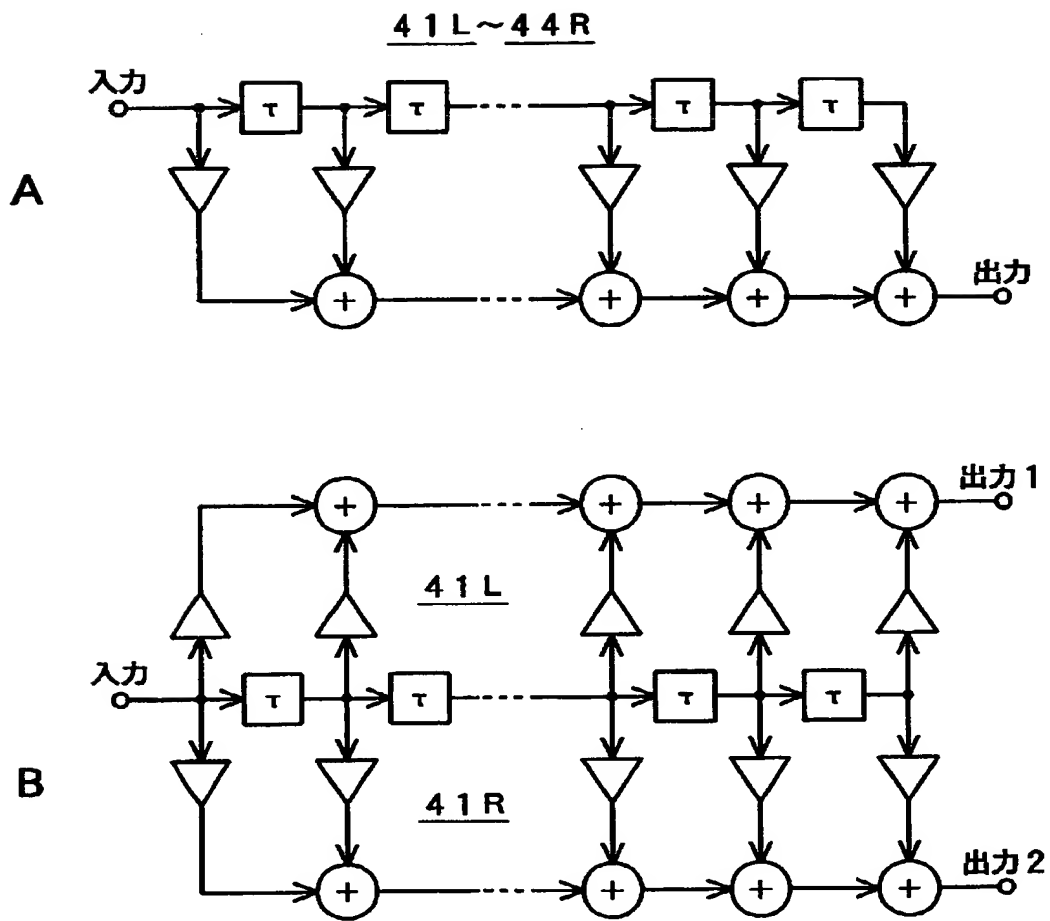 41L～44R
入力
τ τ τ τ
A
+ + + +
出力
+ + + +
出力1
41L
入力
τ τ τ τ
B
41R
+ + + +
出力2